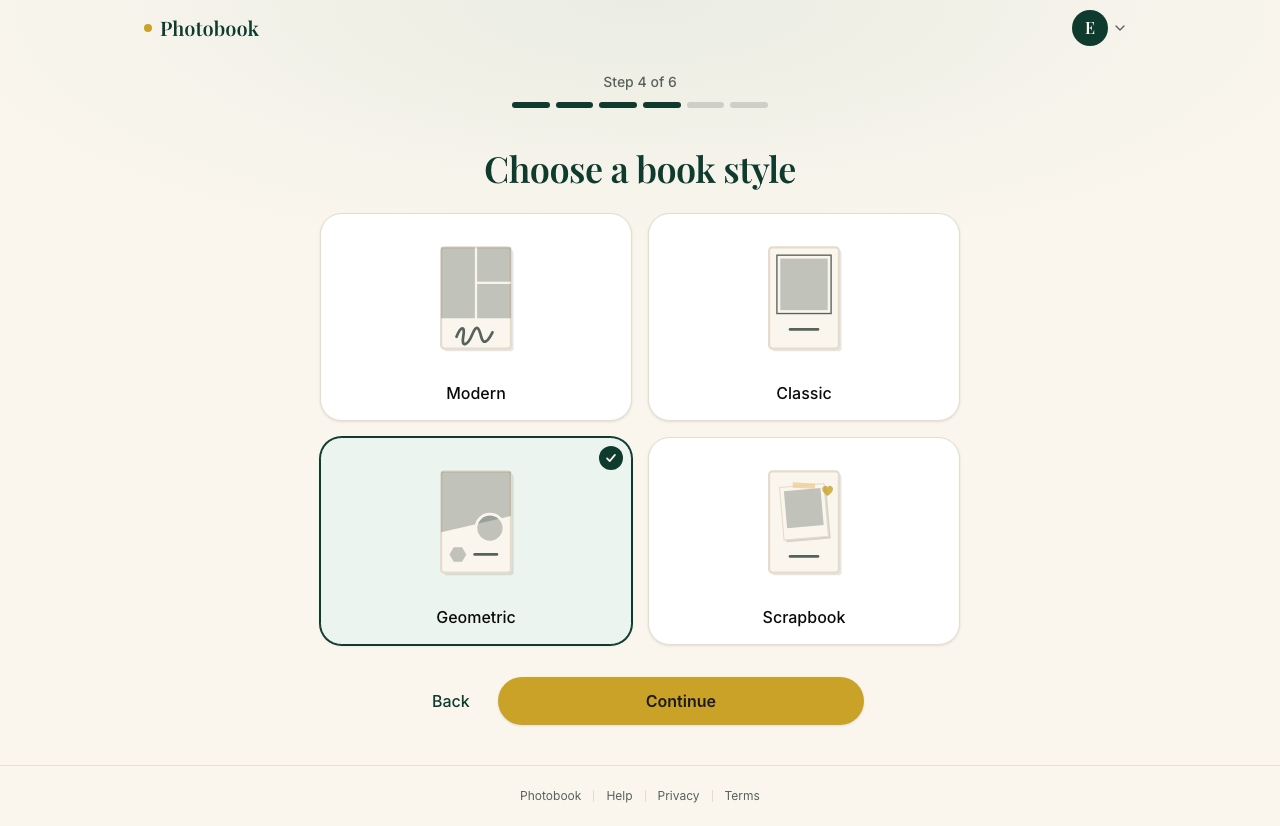 Photobook
E
Step 4 of 6
Choose a book style
Modern
Classic
Geometric
Scrapbook
Back
Continue
Photobook
Help
Privacy
Terms